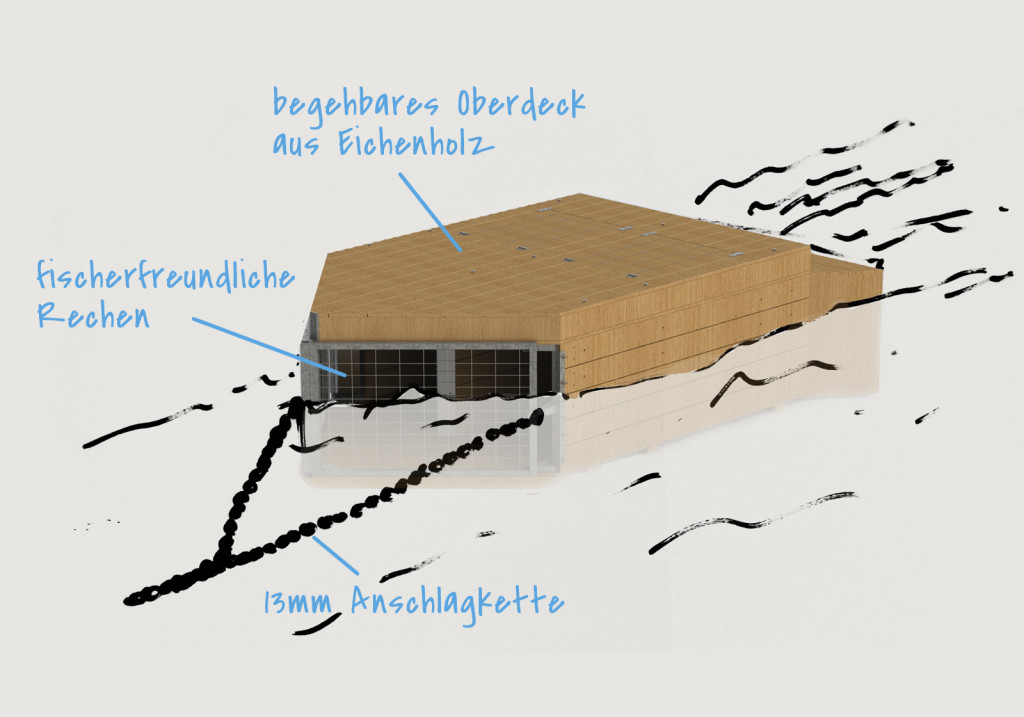 begehbares Oberdeck
aus Eichenholz
fischerfreundliche
Rechen
13mm Anschlagkette